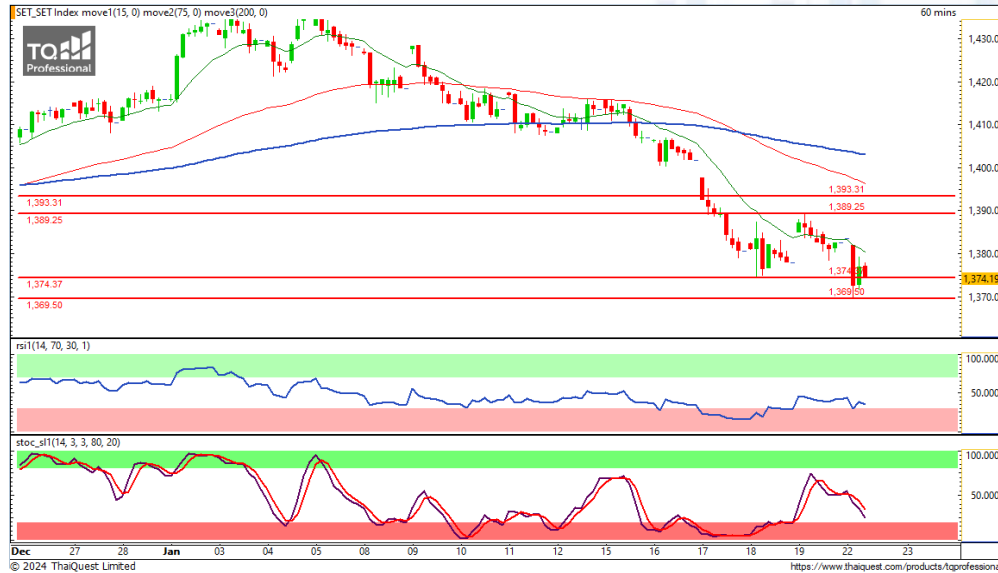 SET_SET Index move1(15, 0) move2(75, 0) move3(200, 0) 60 mins
TQ
Professional
1,430.0
1,420.0
1,410.0
1,400.0
1,393.31 1,393.31
1,390.0
1,389.25 1,389.25
1,380.0
1,374.37
1,374.19
1,370.0
1,369.50 1,369.50
rsi1(14, 70, 30, 1)
100.000
50.000
stoc_sl1(14, 3, 3, 80, 20)
100.000
50.000
Dec 27 28 Jan 03 04 05 08 09 10 11 12 15 16 17 18 19 22 23
© 2024 ThaiQuest Limited https://www.thaiquest.com/products/tqprofessiona